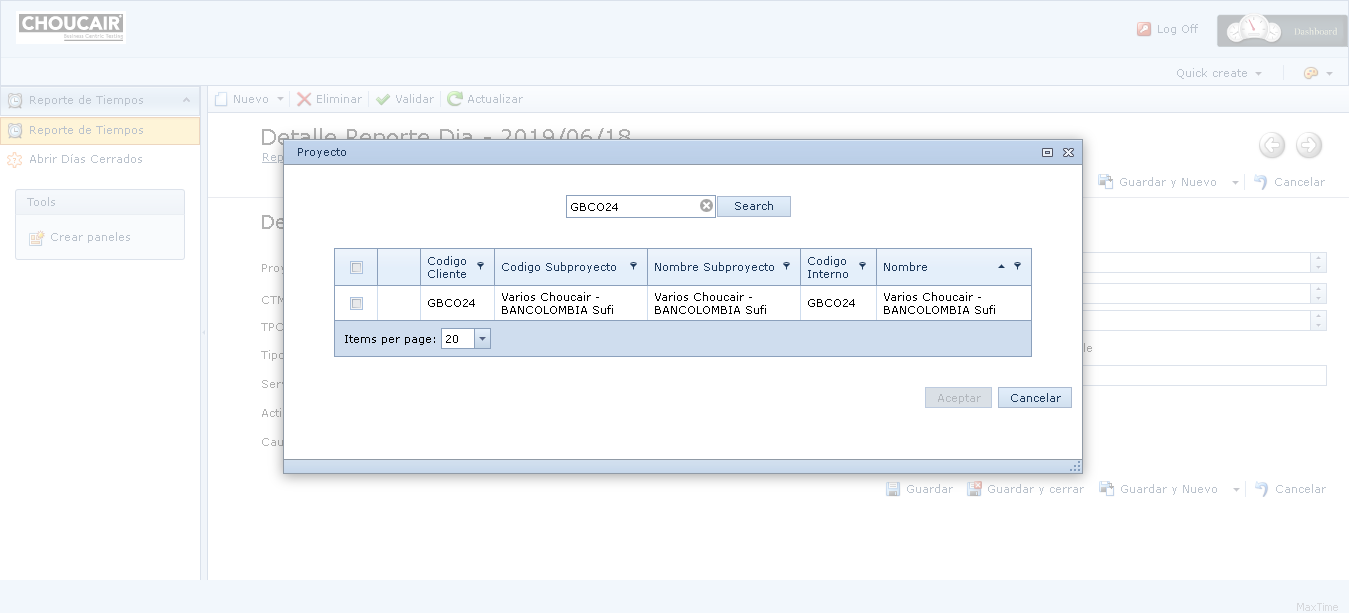 CHOUCAIR
Business Centric Testing
Log Off
Dashboard
Quick create
Reporte de Tiempos
Reporte de Tiempos
Abrir Días Cerrados
Tools
Crear paneles
Nuevo
Eliminar
Validar
Actualizar
Detalle Reporte Dia - 2019/06/18
Rep
Guardar y Nuevo
Cancelar
De
Proy
CTM
TPC
Tipo
le
Serv
Acti
Cau
Proyecto
GBCO24
Search
Codigo Cliente
Codigo Subproyecto
Nombre Subproyecto
Codigo Interno
Nombre
GBCO24
Varios Choucair -
BANCOLOMBIA Sufi
Varios Choucair -
BANCOLOMBIA Sufi
GBCO24
Varios Choucair -
BANCOLOMBIA Sufi
Items per page: 20
Aceptar
Cancelar
Guardar
Guardar y cerrar
Guardar y Nuevo
Cancelar
MaxTime